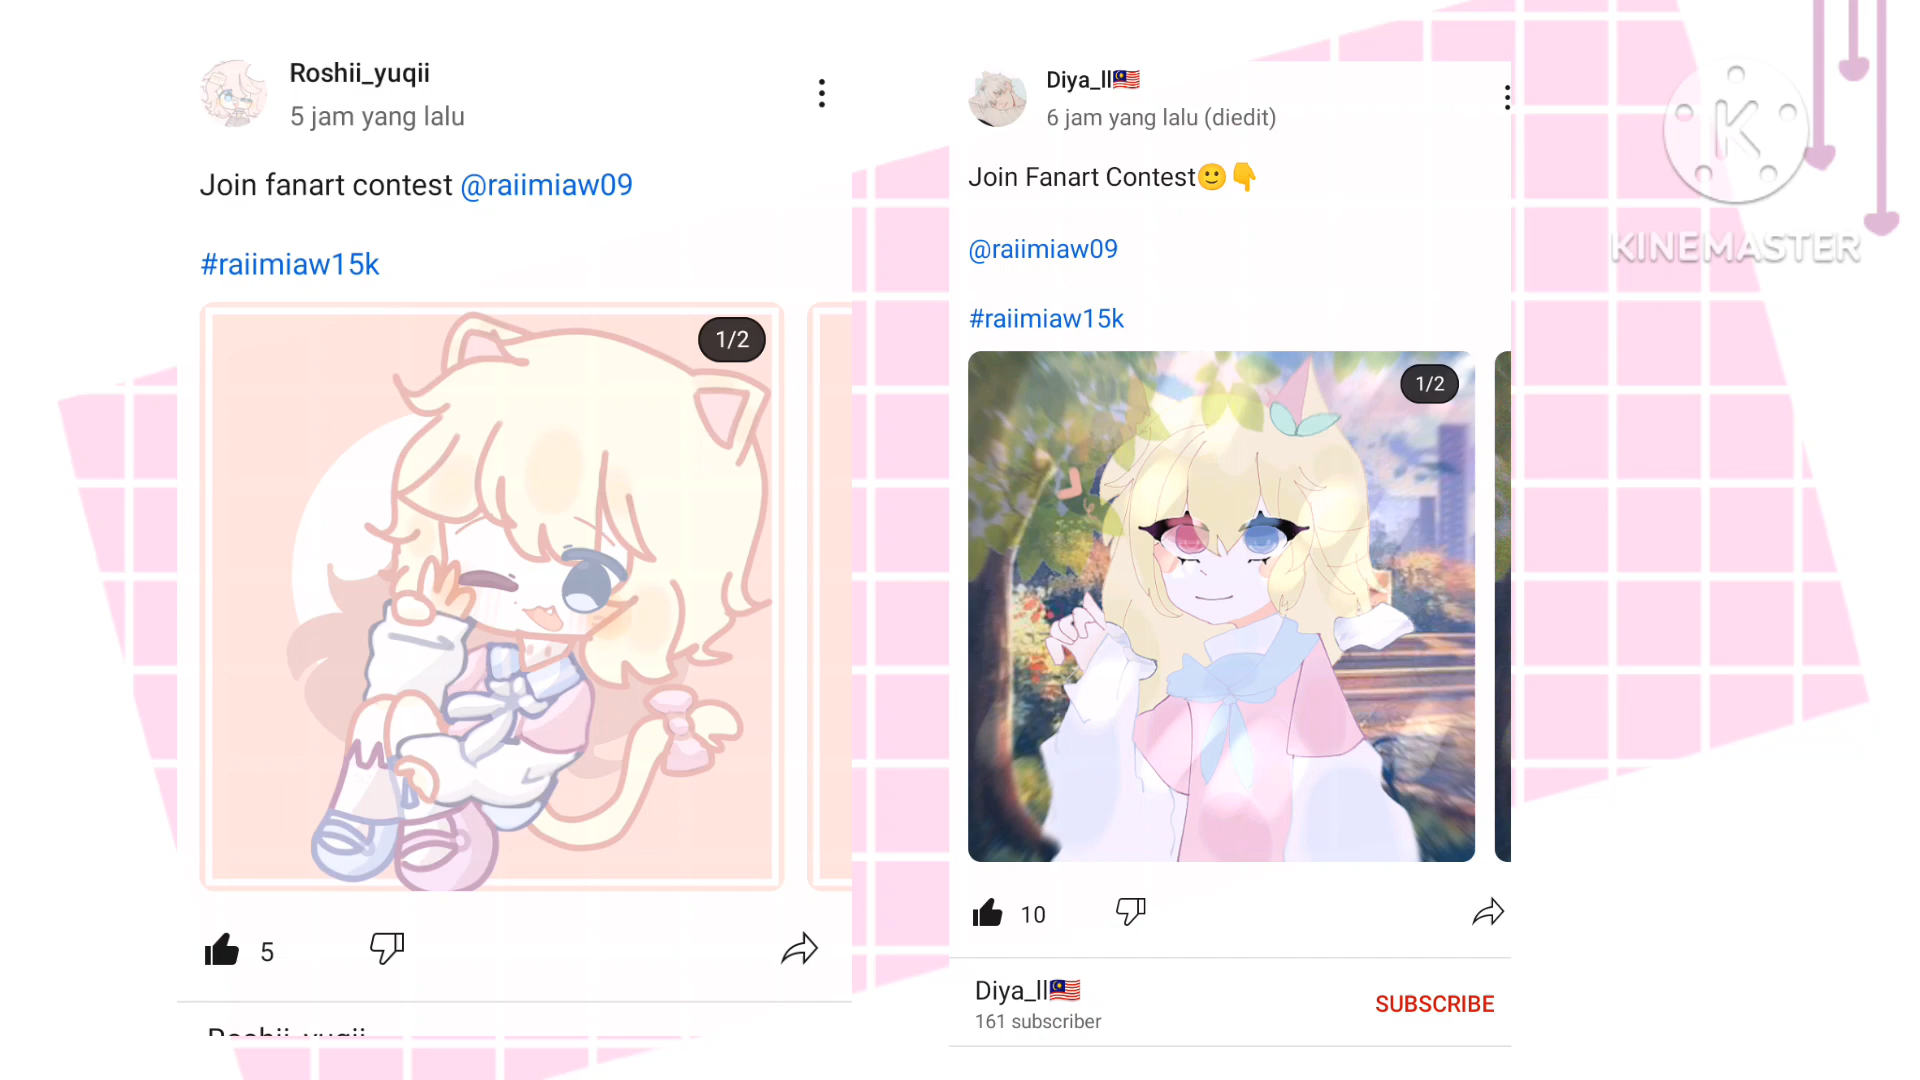 Roshii_yuqii
5 jam yang lalu
Join fanart contest @raiimiaw09
#raiimiaw15k
1/2
5
Roshii_yuqii
Diya_ll🇲🇾
6 jam yang lalu (diedit)
Join Fanart Contest🙂👇
@raiimiaw09
#raiimiaw15k
1/2
10
Diya_ll🇲🇾
161 subscriber
SUBSCRIBE
K
KINEMASTER